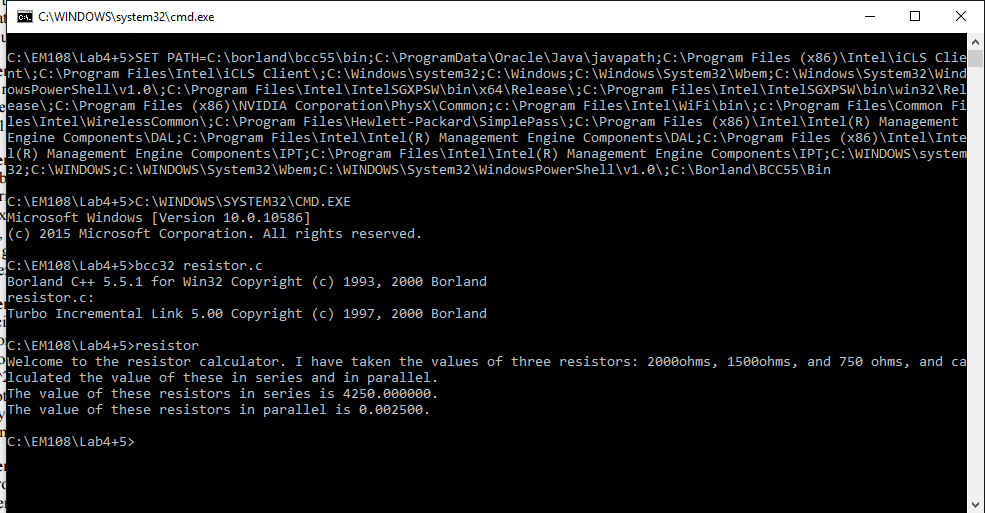 C:\WINDOWS\system32\cmd.exe
C:\EM108\Lab4+5>SET PATH=C:\borland\bcc55\bin;C:\ProgramData\Oracle\Java\javapath;C:\Program Files (x86)\Intel\iCLS Clie
nt\;C:\Program Files\Intel\iCLS Client\;C:\Windows\system32;C:\Windows;C:\Windows\System32\Wbem;C:\Windows\System32\Wind
owsPowerShell\v1.0\;C:\Program Files\Intel\IntelSGXPSW\bin\x64\Release\;C:\Program Files\Intel\IntelSGXPSW\bin\win32\Rel
ease\;C:\Program Files (x86)\NVIDIA Corporation\PhysX\Common;c:\Program Files\Intel\WiFi\bin\;c:\Program Files\Common Fi
les\Intel\WirelessCommon\;C:\Program Files\Hewlett-Packard\SimplePass\;C:\Program Files (x86)\Intel\Intel(R) Management
Engine Components\DAL;C:\Program Files\Intel\Intel(R) Management Engine Components\DAL;C:\Program Files (x86)\Intel\Inte
l(R) Management Engine Components\IPT;C:\Program Files\Intel\Intel(R) Management Engine Components\IPT;C:\WINDOWS\system
32;C:\WINDOWS;C:\WINDOWS\System32\Wbem;C:\WINDOWS\System32\WindowsPowerShell\v1.0\;C:\Borland\BCC55\Bin
C:\EM108\Lab4+5>C:\WINDOWS\SYSTEM32\CMD.EXE
Microsoft Windows [Version 10.0.10586]
(c) 2015 Microsoft Corporation. All rights reserved.
C:\EM108\Lab4+5>bcc32 resistor.c
Borland C++ 5.5.1 for Win32 Copyright (c) 1993, 2000 Borland
resistor.c:
Turbo Incremental Link 5.00 Copyright (c) 1997, 2000 Borland
C:\EM108\Lab4+5>resistor
Welcome to the resistor calculator. I have taken the values of three resistors: 2000ohms, 1500ohms, and 750 ohms, and ca
lculated the value of these in series and in parallel.
The value of these resistors in series is 4250.000000.
The value of these resistors in parallel is 0.002500.
C:\EM108\Lab4+5>